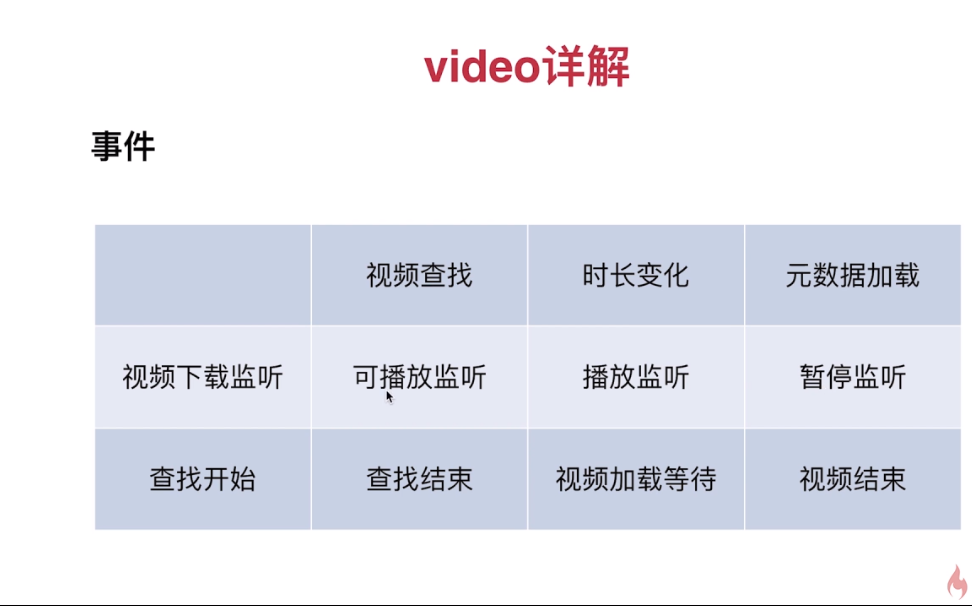 video详解
事件
视频查找 时长变化 元数据加载
视频下载监听 可播放监听 播放监听 暂停监听
查找开始 查找结束 视频加载等待 视频结束